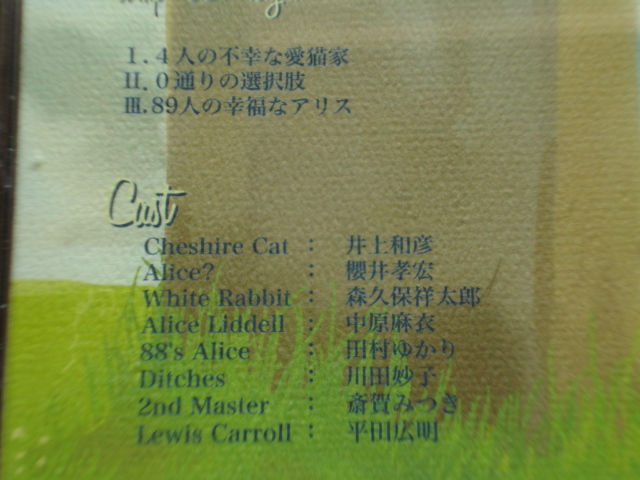 I. 4人の不幸な愛猫家
II. 0通りの選択肢
III. 89人の幸福なアリス
Cast
Cheshire Cat : 井上和彦
Alice? : 櫻井孝宏
White Rabbit : 森久保祥太郎
Alice Liddell : 中原麻衣
88's Alice : 田村ゆかり
Ditches : 川田妙子
2nd Master : 斎賀みつき
Lewis Carroll : 平田広明